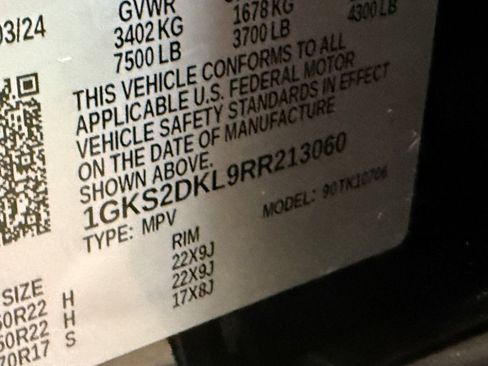 03/24
GVWR
3402 KG
7500 LB
1678 KG
3700 LB
4300 LB
THIS VEHICLE CONFORMS TO ALL
APPLICABLE U.S. FEDERAL MOTOR
VEHICLE SAFETY STANDARDS IN EFFECT
ON THE DATE OF MANUFACTURE
SHOWN ABOVE.
1GKS2DKL9RR213060
TYPE: MPV MODEL: 90TK10706
SIZE RIM
50R22 H 22X9J
50R22 H 22X9J
70R17 S 17X8J